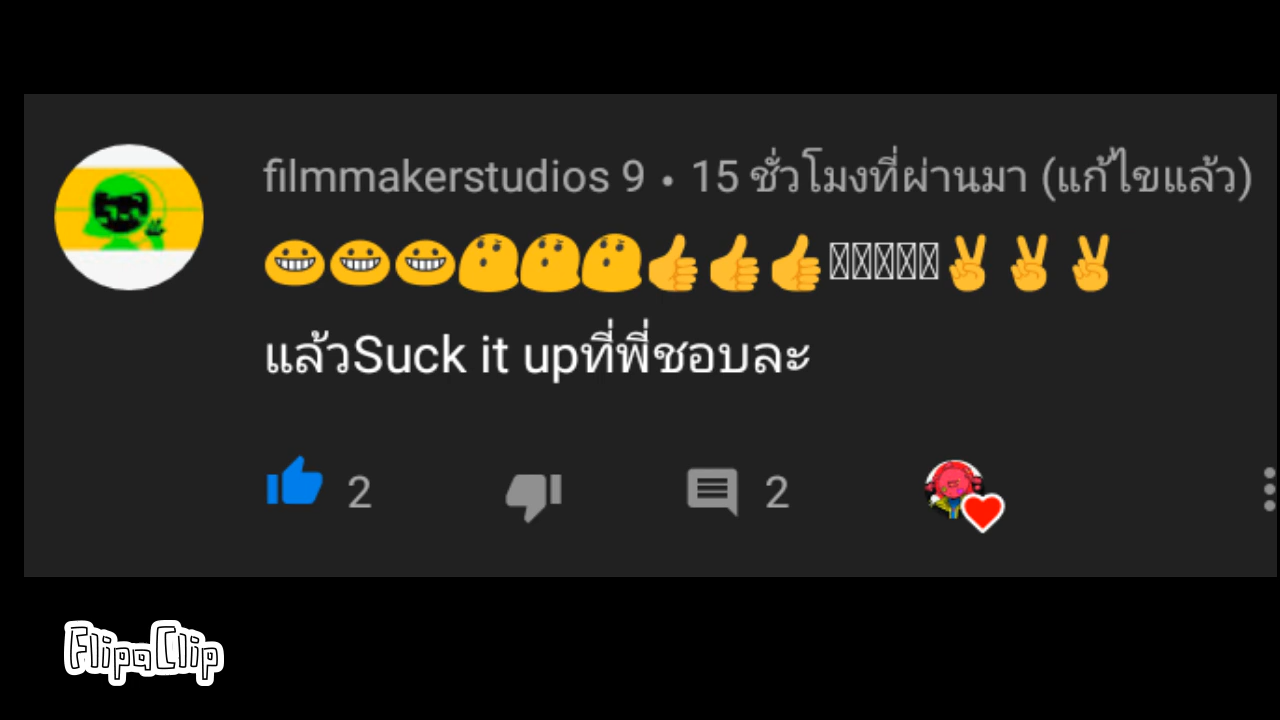 filmmakerstudios 9 • 15 ชั่วโมงที่ผ่านมา (แก้ไขแล้ว)
😀😀😀🤔🤔🤔👍👍👍✌✌✌
แล้วSuck it upที่พี่ชอบละ
2 2
FlipaClip